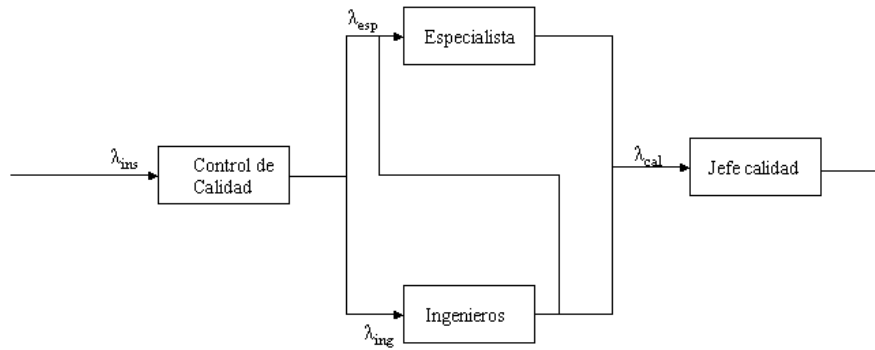 λesp
Especialista
λins
Control de
Calidad
λcal
Jefe calidad
Ingenieros
λing